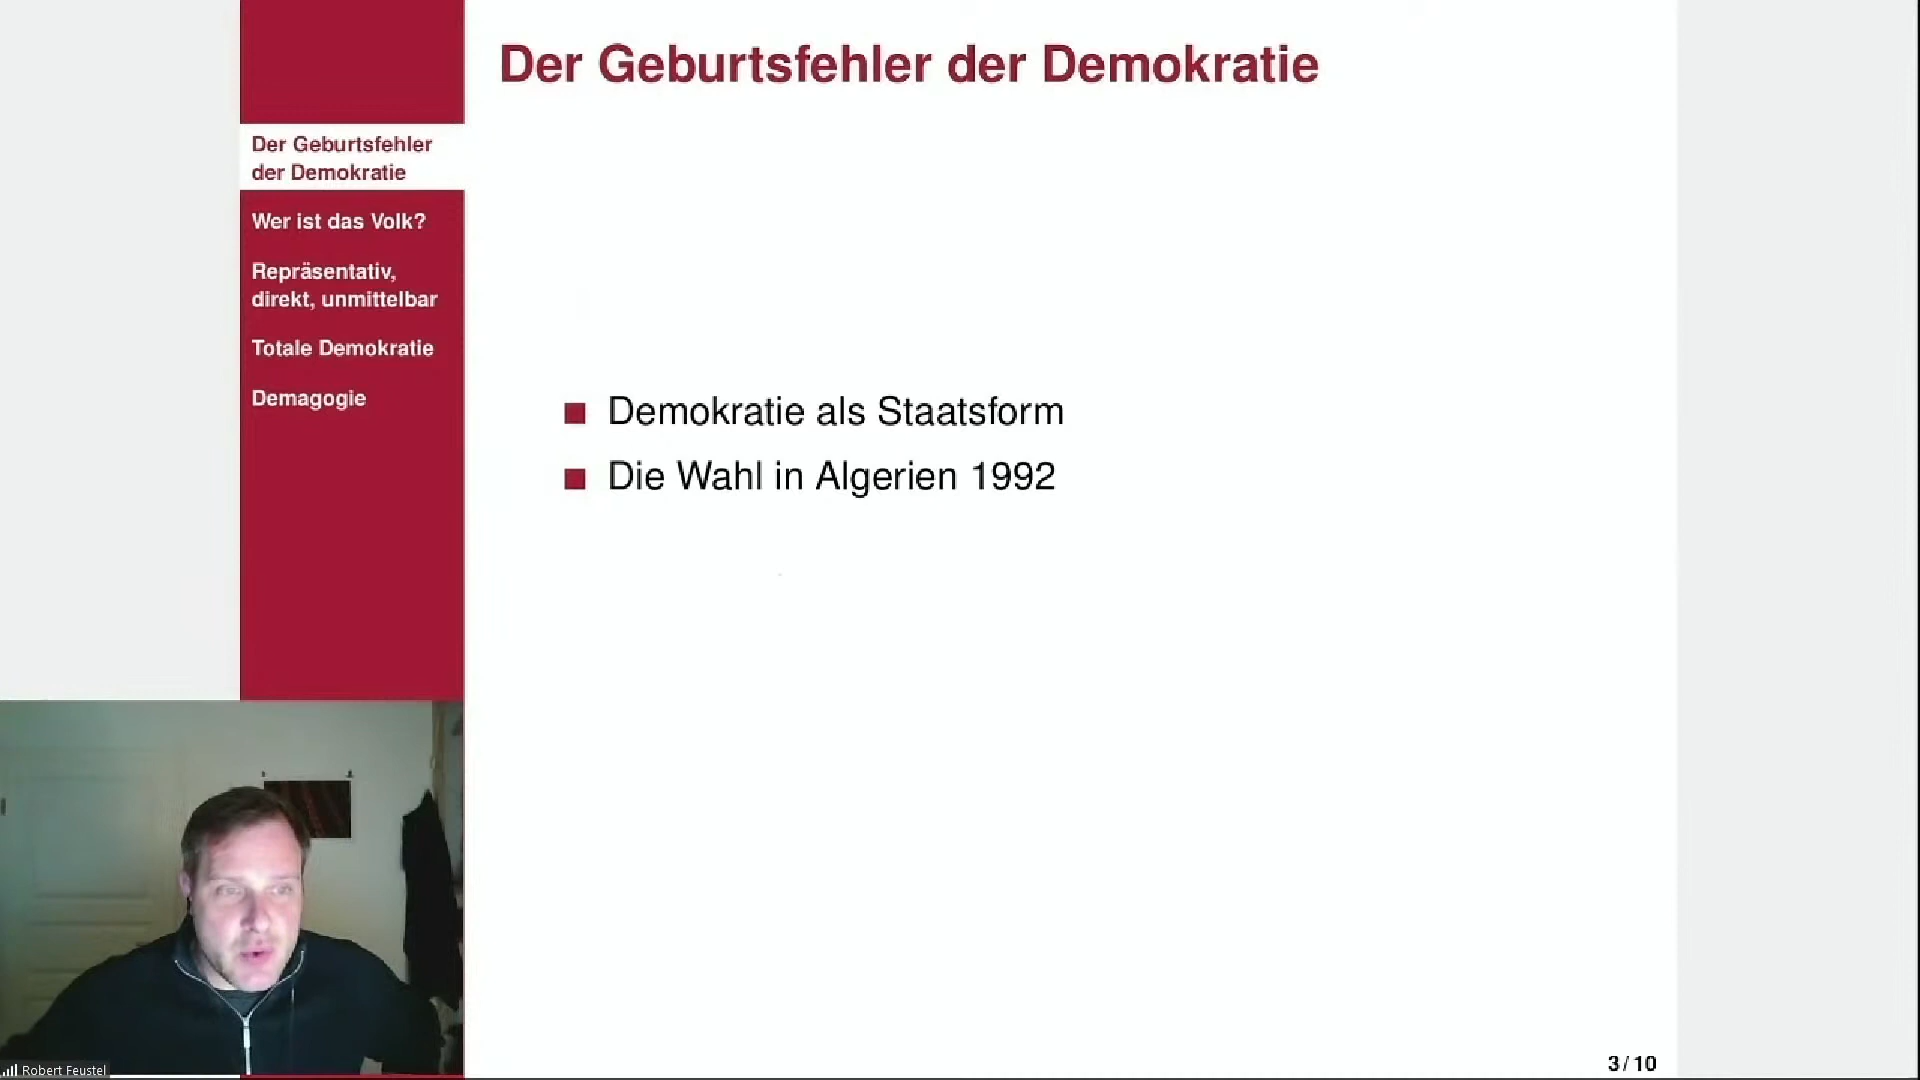 Der Geburtsfehler der Demokratie
Der Geburtsfehler
der Demokratie
Wer ist das Volk?
Repräsentativ,
direkt, unmittelbar
Totale Demokratie
Demagogie
Demokratie als Staatsform
Die Wahl in Algerien 1992
Robert Feustel
3 / 10